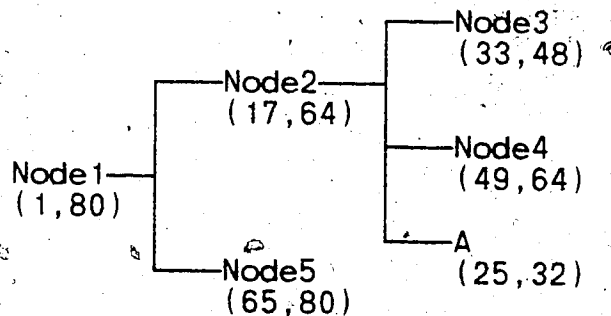 Node3
(33,48)
Node2
(17,64)
Node4
(49,64)
Node1
(1,80)
A
(25,32)
Node5
(65,80)